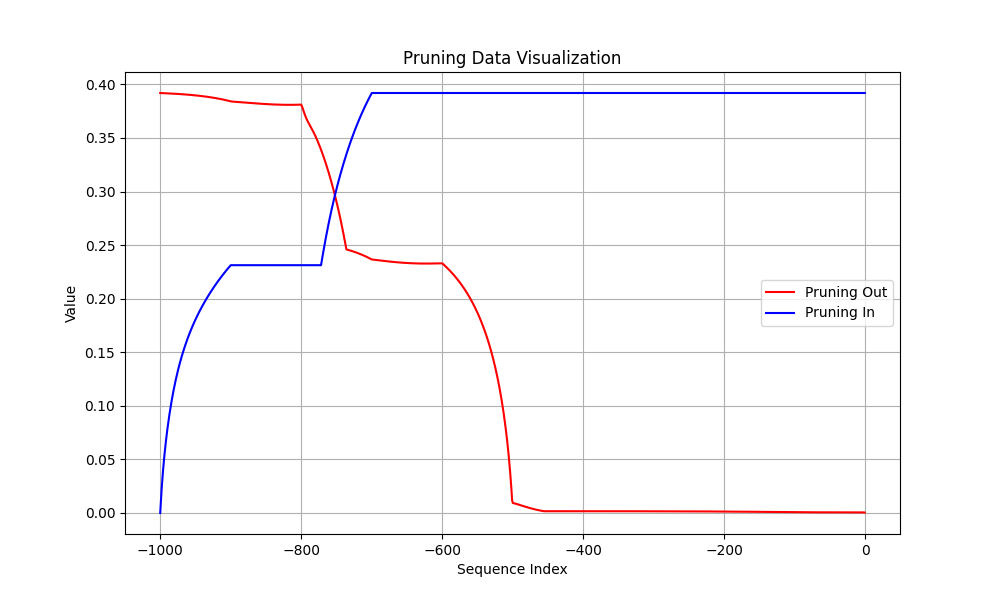 Pruning Data Visualization
0.40
0.35
0.30
0.25
0.20
0.15
0.10
0.05
0.00
Value
Pruning Out
Pruning In
−1000 −800 −600 −400 −200 0
Sequence Index